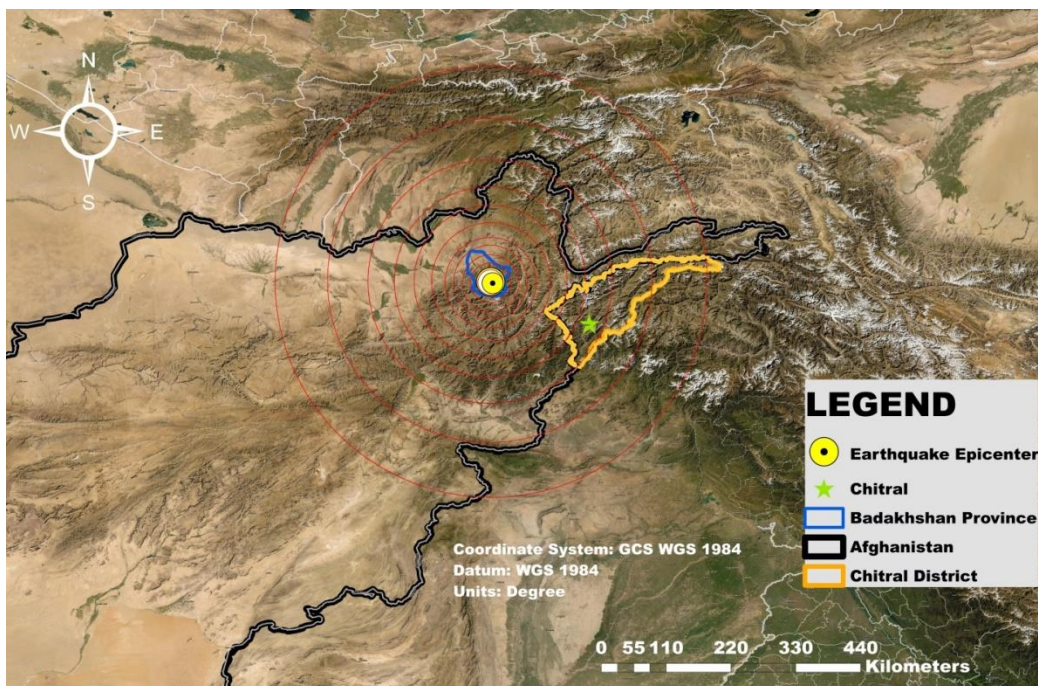 N
W E
S
LEGEND
Earthquake Epicenter
Chitral
Badakhshan Province
Afghanistan
Chitral District
Coordinate System: GCS WGS 1984
Datum: WGS 1984
Units: Degree
0 55 110 220 330 440
Kilometers